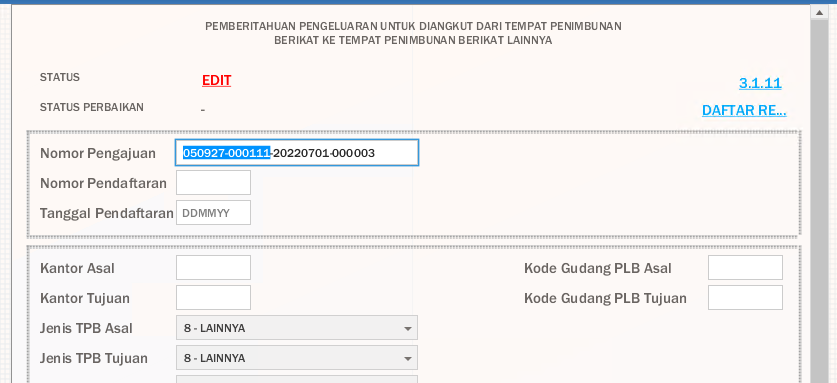 PEMBERITAHUAN PENGELUARAN UNTUK DIANGKUT DARI TEMPAT PENIMBUNAN
BERIKAT KE TEMPAT PENIMBUNAN BERIKAT LAINNYA
STATUS EDIT 3.1.11
STATUS PERBAIKAN - DAFTAR RE...
Nomor Pengajuan 050927-000111-20220701-000003
Nomor Pendaftaran
Tanggal Pendaftaran DDMMYY
Kantor Asal Kode Gudang PLB Asal
Kantor Tujuan Kode Gudang PLB Tujuan
Jenis TPB Asal 8 - LAINNYA
Jenis TPB Tujuan 8 - LAINNYA